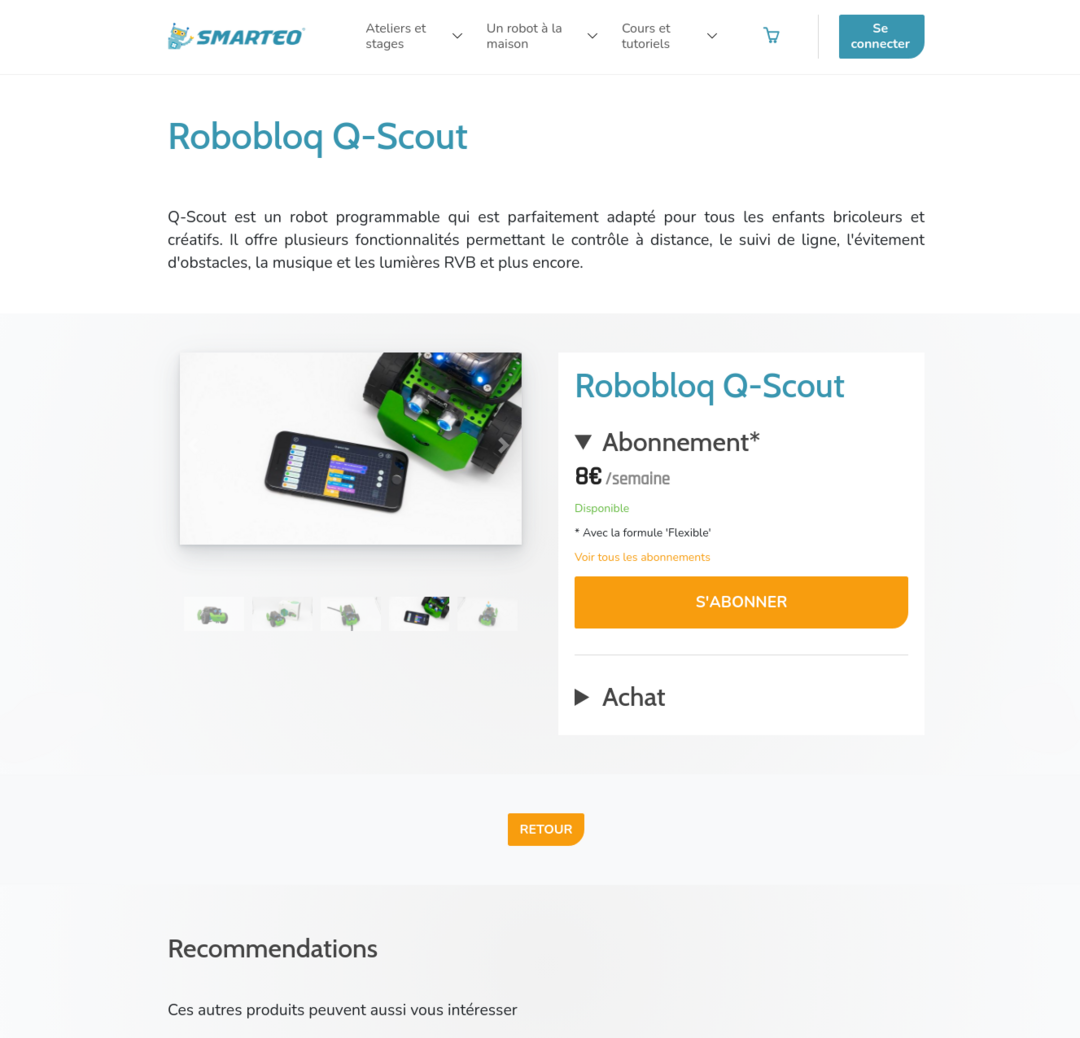 SMARTEO
Ateliers et
stages
Un robot à la
maison
Cours et
tutoriels
Se
connecter
Robobloq Q-Scout
Q-Scout est un robot programmable qui est parfaitement adapté pour tous les enfants bricoleurs et
créatifs. Il offre plusieurs fonctionnalités permettant le contrôle à distance, le suivi de ligne, l'évitement
d'obstacles, la musique et les lumières RVB et plus encore.
Robobloq Q-Scout
Abonnement*
8€ /semaine
Disponible
* Avec la formule 'Flexible'
Voir tous les abonnements
S'ABONNER
Achat
RETOUR
Recommendations
Ces autres produits peuvent aussi vous intéresser